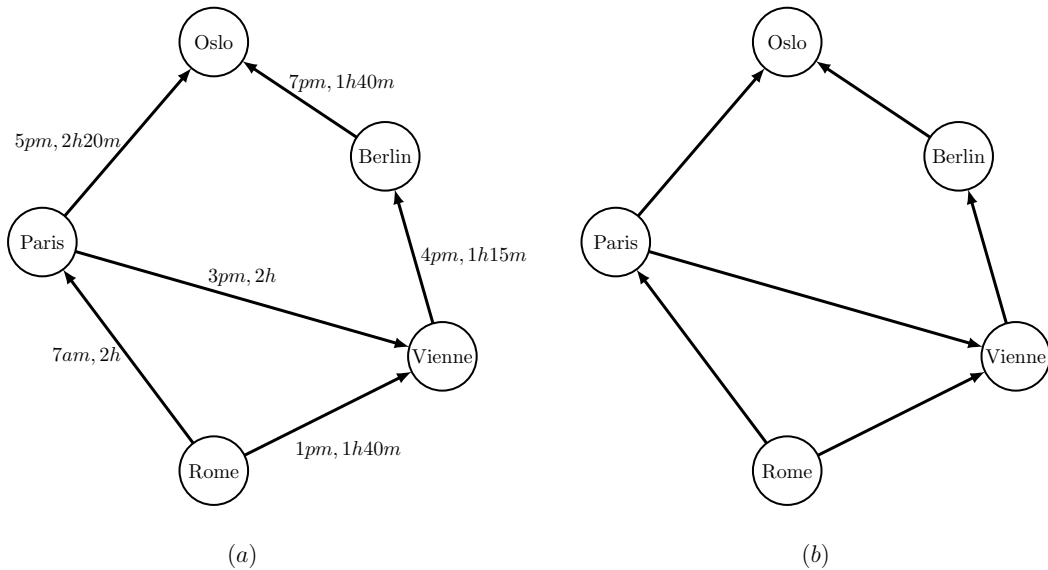 Oslo
7pm, 1h40m
5pm, 2h20m
Berlin
Paris
3pm, 2h
4pm, 1h15m
7am, 2h
Vienne
1pm, 1h40m
Rome
(a)
Oslo
Berlin
Paris
Vienne
Rome
(b)